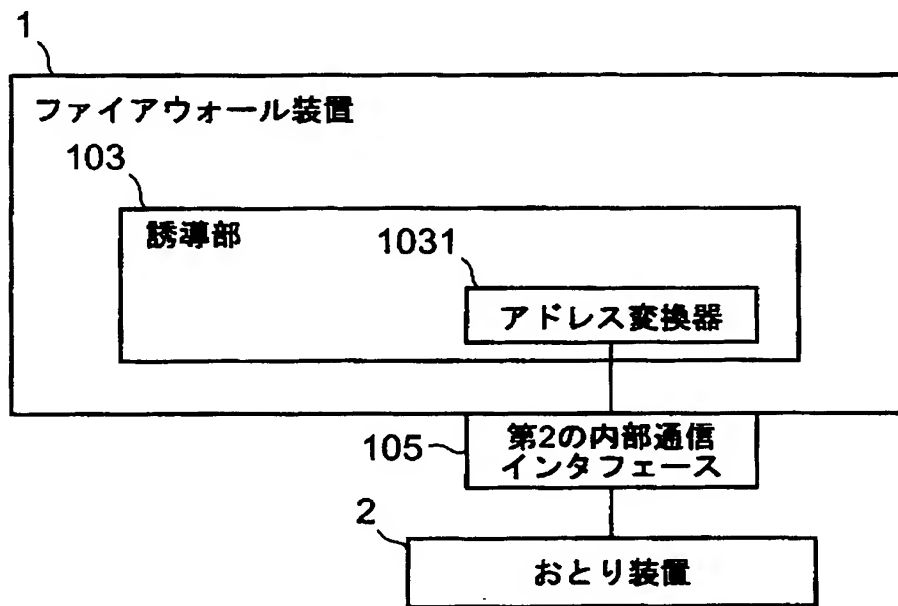 1
ファイアウォール装置
103
誘導部
1031
アドレス変換器
105
第2の内部通信
インタフェース
2
おとり装置